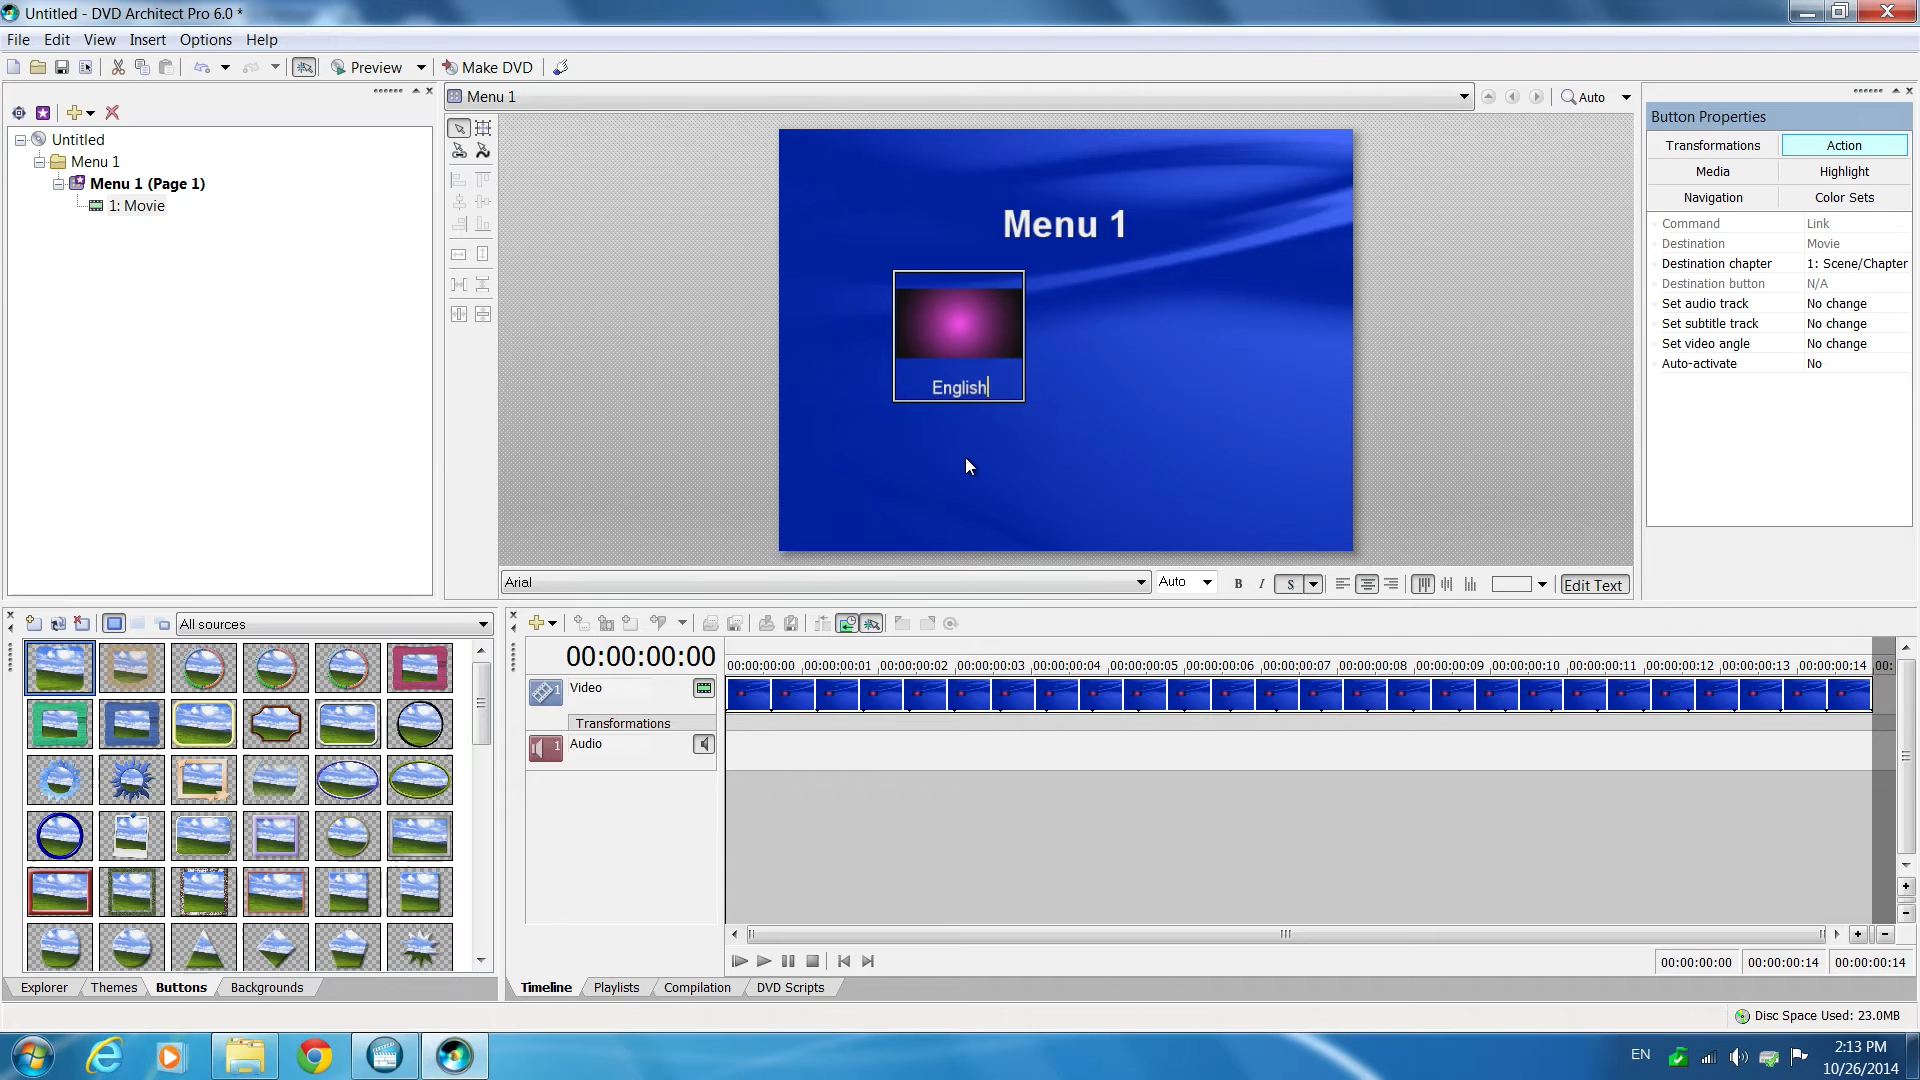 Untitled - DVD Architect Pro 6.0 *
File Edit View Insert Options Help
Preview Make DVD
Menu 1
Auto
Untitled
Menu 1
Menu 1 (Page 1)
1: Movie
Menu 1
English
Button Properties
Transformations Action
Media Highlight
Navigation Color Sets
Command Link
Destination Movie
Destination chapter 1: Scene/Chapter
Destination button N/A
Set audio track No change
Set subtitle track No change
Set video angle No change
Auto-activate No
Arial Auto B I S Edit Text
All sources
00:00:00:00
00:00:00:00 00:00:00:01 00:00:00:02 00:00:00:03 00:00:00:04 00:00:00:05 00:00:00:06 00:00:00:07 00:00:00:08 00:00:00:09 00:00:00:10 00:00:00:11 00:00:00:12 00:00:00:13 00:00:00:14 00:
1 Video
Transformations
1 Audio
00:00:00:00 00:00:00:14 00:00:00:14
Explorer Themes Buttons Backgrounds
Timeline Playlists Compilation DVD Scripts
Disc Space Used: 23.0MB
EN
2:13 PM
10/26/2014